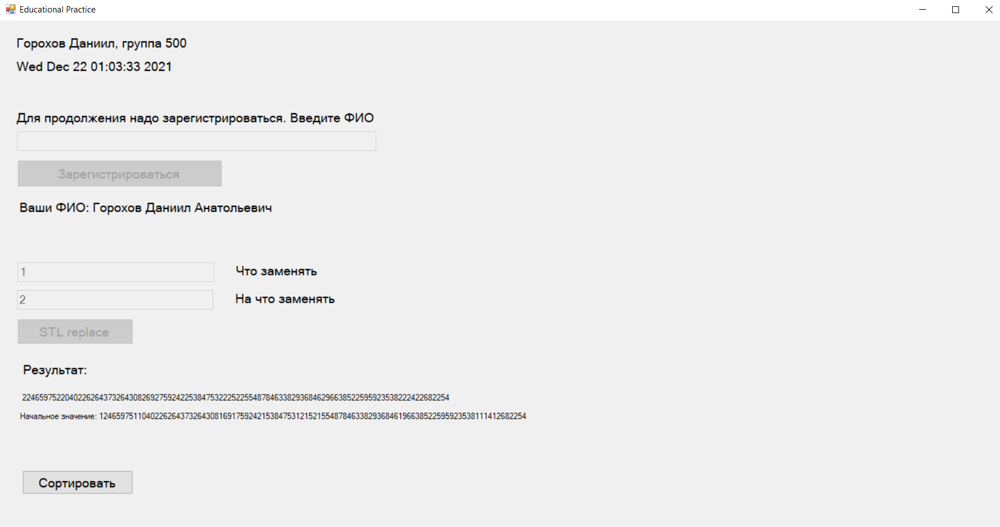 Educational Practice
Горохов Даниил, группа 500
Wed Dec 22 01:03:33 2021
Для продолжения надо зарегистрироваться. Введите ФИО
Зарегистрироваться
Ваши ФИО: Горохов Даниил Анатольевич
1 Что заменять
2 На что заменять
STL replace
Результат:
2246597522040226264373264308269275924225384753222522554878463382936846296638522595923538222422682254
Начальное значение: 1246597511040226264373264308169175924215384753121521554878463382936846196638522595923538111412682254
Сортировать